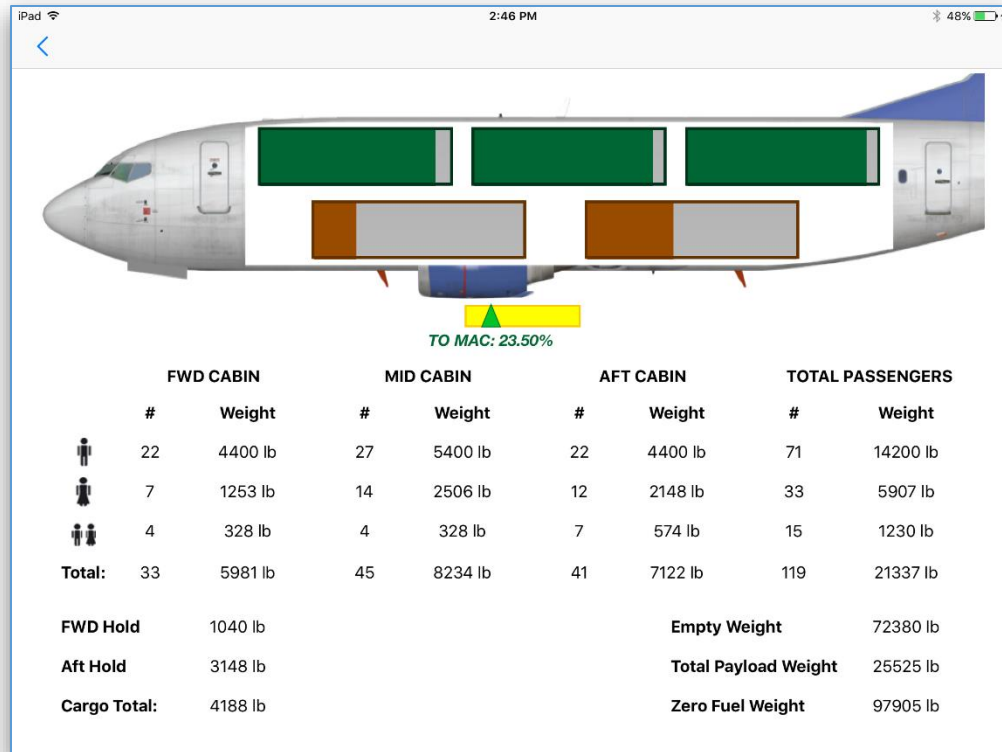 iPad 2:46 PM 48%
TO MAC: 23.50%
FWD CABIN MID CABIN AFT CABIN TOTAL PASSENGERS
# Weight # Weight # Weight # Weight
22 4400 lb 27 5400 lb 22 4400 lb 71 14200 lb
7 1253 lb 14 2506 lb 12 2148 lb 33 5907 lb
4 328 lb 4 328 lb 7 574 lb 15 1230 lb
Total: 33 5981 lb 45 8234 lb 41 7122 lb 119 21337 lb
FWD Hold 1040 lb Empty Weight 72380 lb
Aft Hold 3148 lb Total Payload Weight 25525 lb
Cargo Total: 4188 lb Zero Fuel Weight 97905 lb